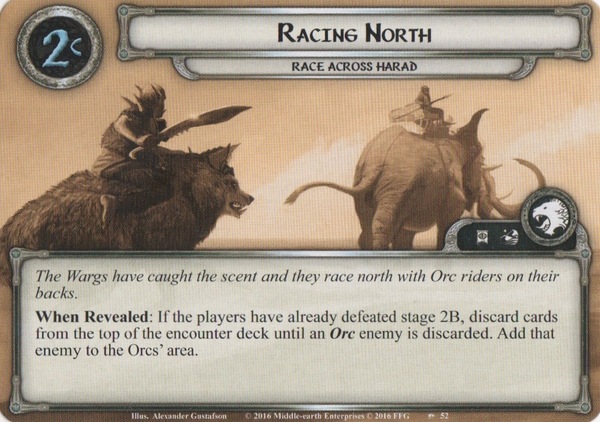 2C
RACING NORTH
RACE ACROSS HARAD
The Wargs have caught the scent and they race north with Orc riders on their
backs.
When Revealed: If the players have already defeated stage 2B, discard cards
from the top of the encounter deck until an Orc enemy is discarded. Add that
enemy to the Orcs' area.
Illus. Alexander Gustafson © 2016 Middle-earth Enterprises © 2016 FFG 52